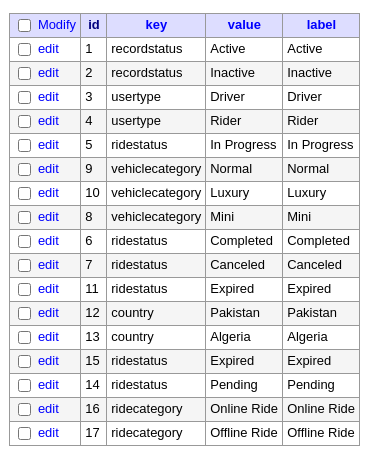 Modify id key value label
edit 1 recordstatus Active Active
edit 2 recordstatus Inactive Inactive
edit 3 usertype Driver Driver
edit 4 usertype Rider Rider
edit 5 ridestatus In Progress In Progress
edit 9 vehiclecategory Normal Normal
edit 10 vehiclecategory Luxury Luxury
edit 8 vehiclecategory Mini Mini
edit 6 ridestatus Completed Completed
edit 7 ridestatus Canceled Canceled
edit 11 ridestatus Expired Expired
edit 12 country Pakistan Pakistan
edit 13 country Algeria Algeria
edit 15 ridestatus Expired Expired
edit 14 ridestatus Pending Pending
edit 16 ridecategory Online Ride Online Ride
edit 17 ridecategory Offline Ride Offline Ride